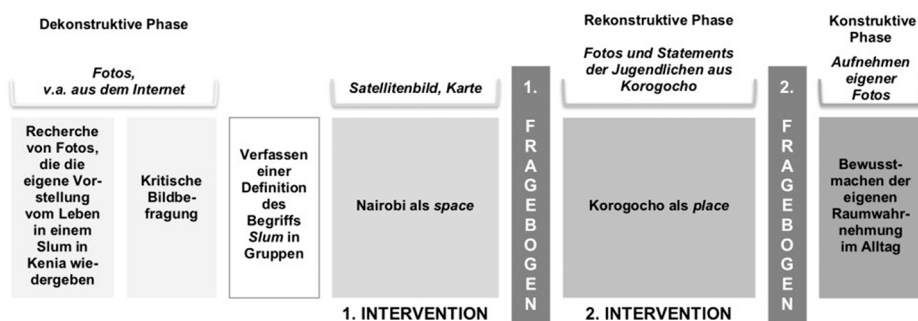 Dekonstruktive Phase
Fotos,
v.a. aus dem Internet
Recherche
von Fotos,
die die
eigene Vor-
stellung
vom Leben
in einem
Slum in
Kenia wie-
dergeben
Kritische
Bildbe-
fragung
Verfassen
einer
Definition
des
Begriffs
Slum in
Gruppen
Satellitenbild, Karte
Nairobi als space
1. INTERVENTION
1.
FRAGEBOGEN
Rekonstruktive Phase
Fotos und Statements
der Jugendlichen aus
Korogocho
Korogocho als place
2. INTERVENTION
2.
FRAGEBOGEN
Konstruktive
Phase
Aufnehmen
eigener
Fotos
Bewusst-
machen der
eigenen
Raumwahr-
nehmung
im Alltag